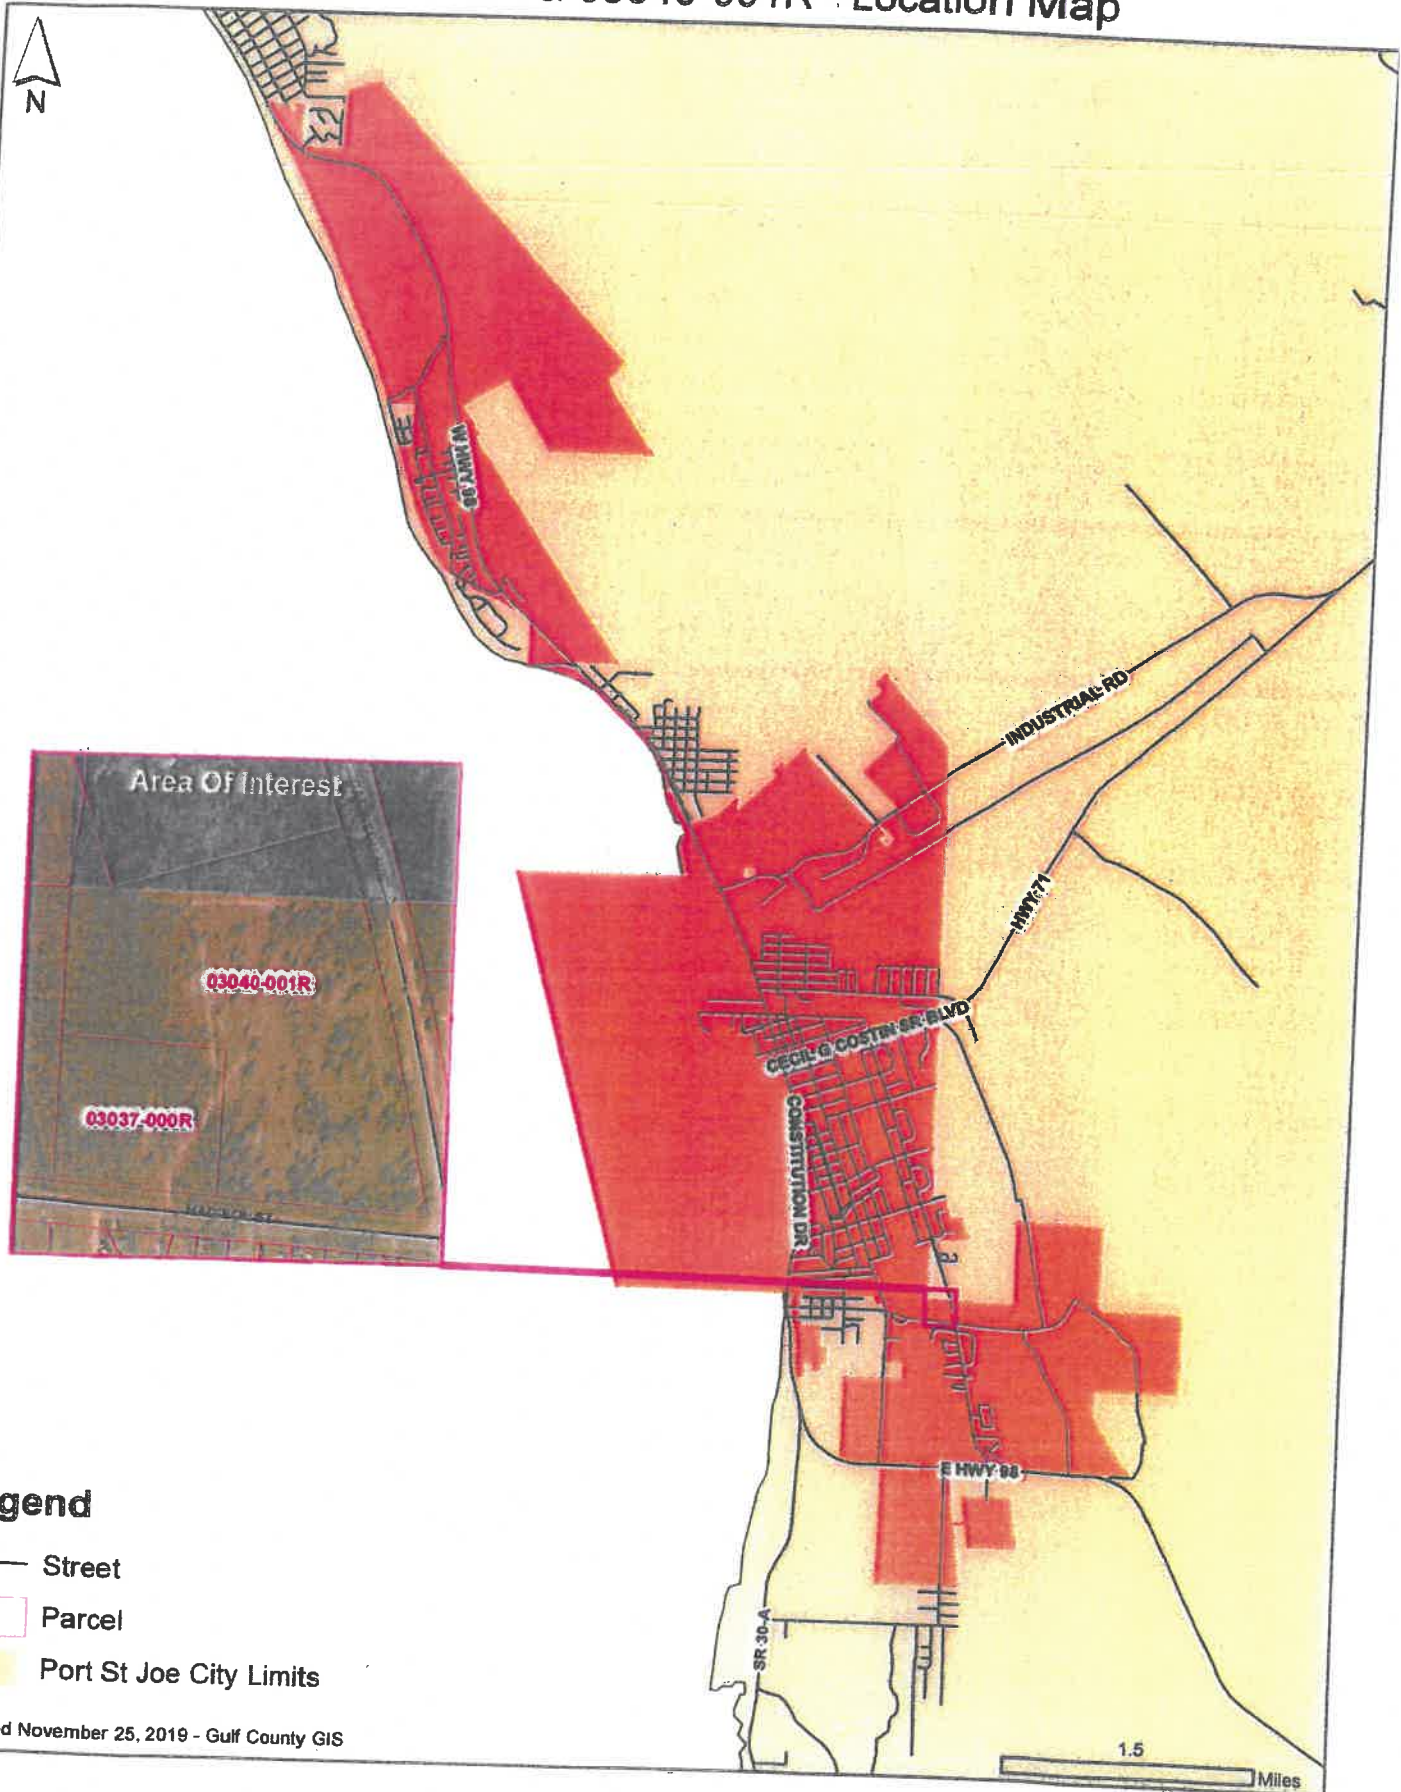 03040-001R Location Map
N
W HWY 98
INDUSTRIAL RD
Area Of Interest
HWY 71
03040-001R
CECIL G COSTIN SR BLVD
03037-000R
CONSTITUTION DR
E HWY 98
gend
Street
Parcel
SR 30-A
Port St Joe City Limits
d November 25, 2019 - Gulf County GIS
1.5
Miles